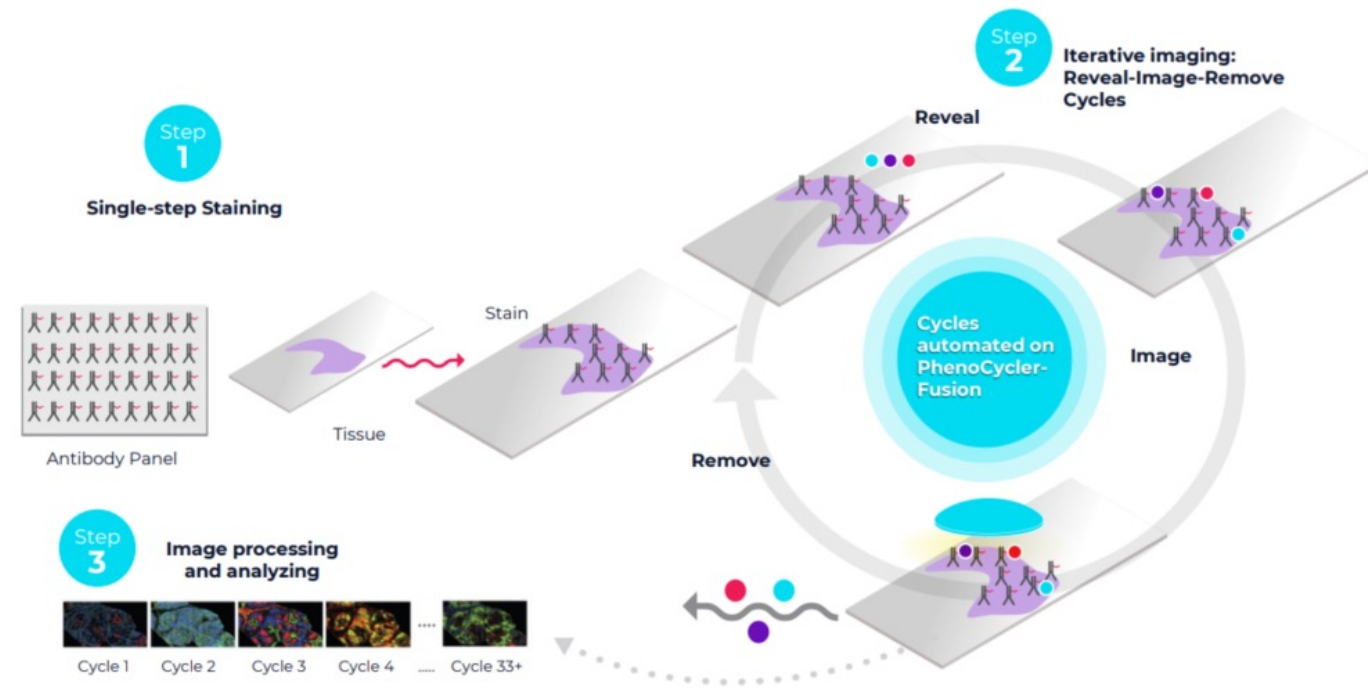 Step
1
Single-step Staining
Antibody Panel
Tissue
Stain
Step
2
Iterative imaging:
Reveal-Image-Remove
Cycles
Reveal
Image
Remove
Cycles
automated on
PhenoCycler-
Fusion
Step
3
Image processing
and analyzing
....
Cycle 1
Cycle 2
Cycle 3
Cycle 4
.....
Cycle 33+